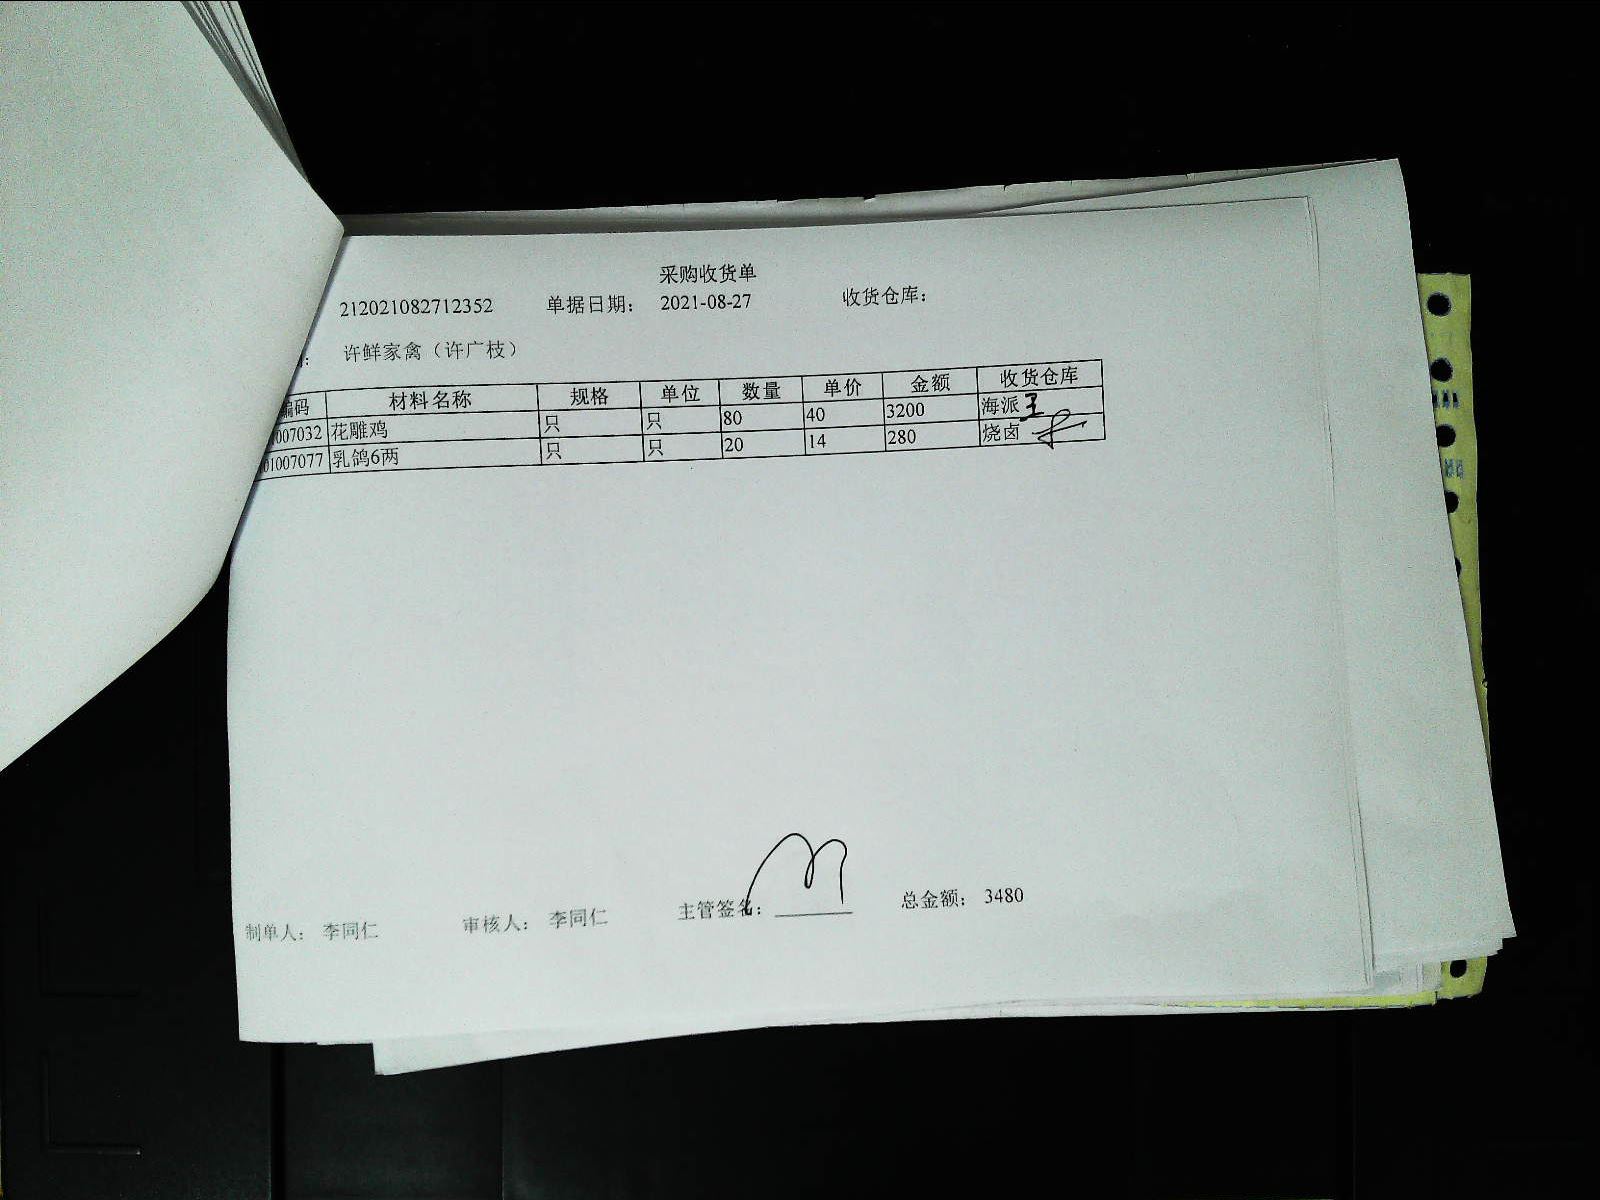 采购收货单
212021082712352 单据日期: 2021-08-27 收货仓库:
许鲜家禽（许广枝）
编码 材料名称 规格 单位 数量 单价 金额 收货仓库
007032 花雕鸡 只 只 80 40 3200 海派 王
01007077 乳鸽6两 只 只 20 14 280 烧卤
制单人: 李同仁 审核人: 李同仁 主管签名: 总金额: 3480